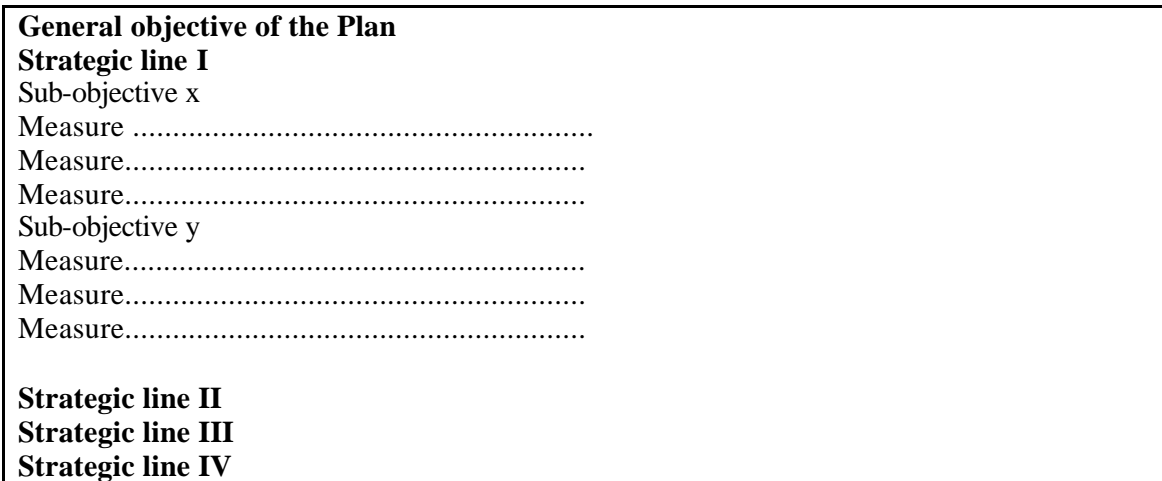 General objective of the Plan
Strategic line I
Sub-objective x
Measure ..........................................................
Measure..........................................................
Measure..........................................................
Sub-objective y
Measure..........................................................
Measure..........................................................
Measure..........................................................
Strategic line II
Strategic line III
Strategic line IV